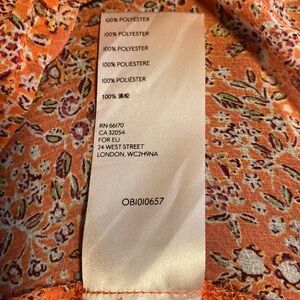 100% POLYESTER
100% POLYESTER
100% POLYESTER
100% POLIESTERE
100% POLIÉSTER
100% 涤纶
RN 66170
CA 32054
FOR EU
24 WEST STREET
LONDON, WC2H9NA
OB1010657